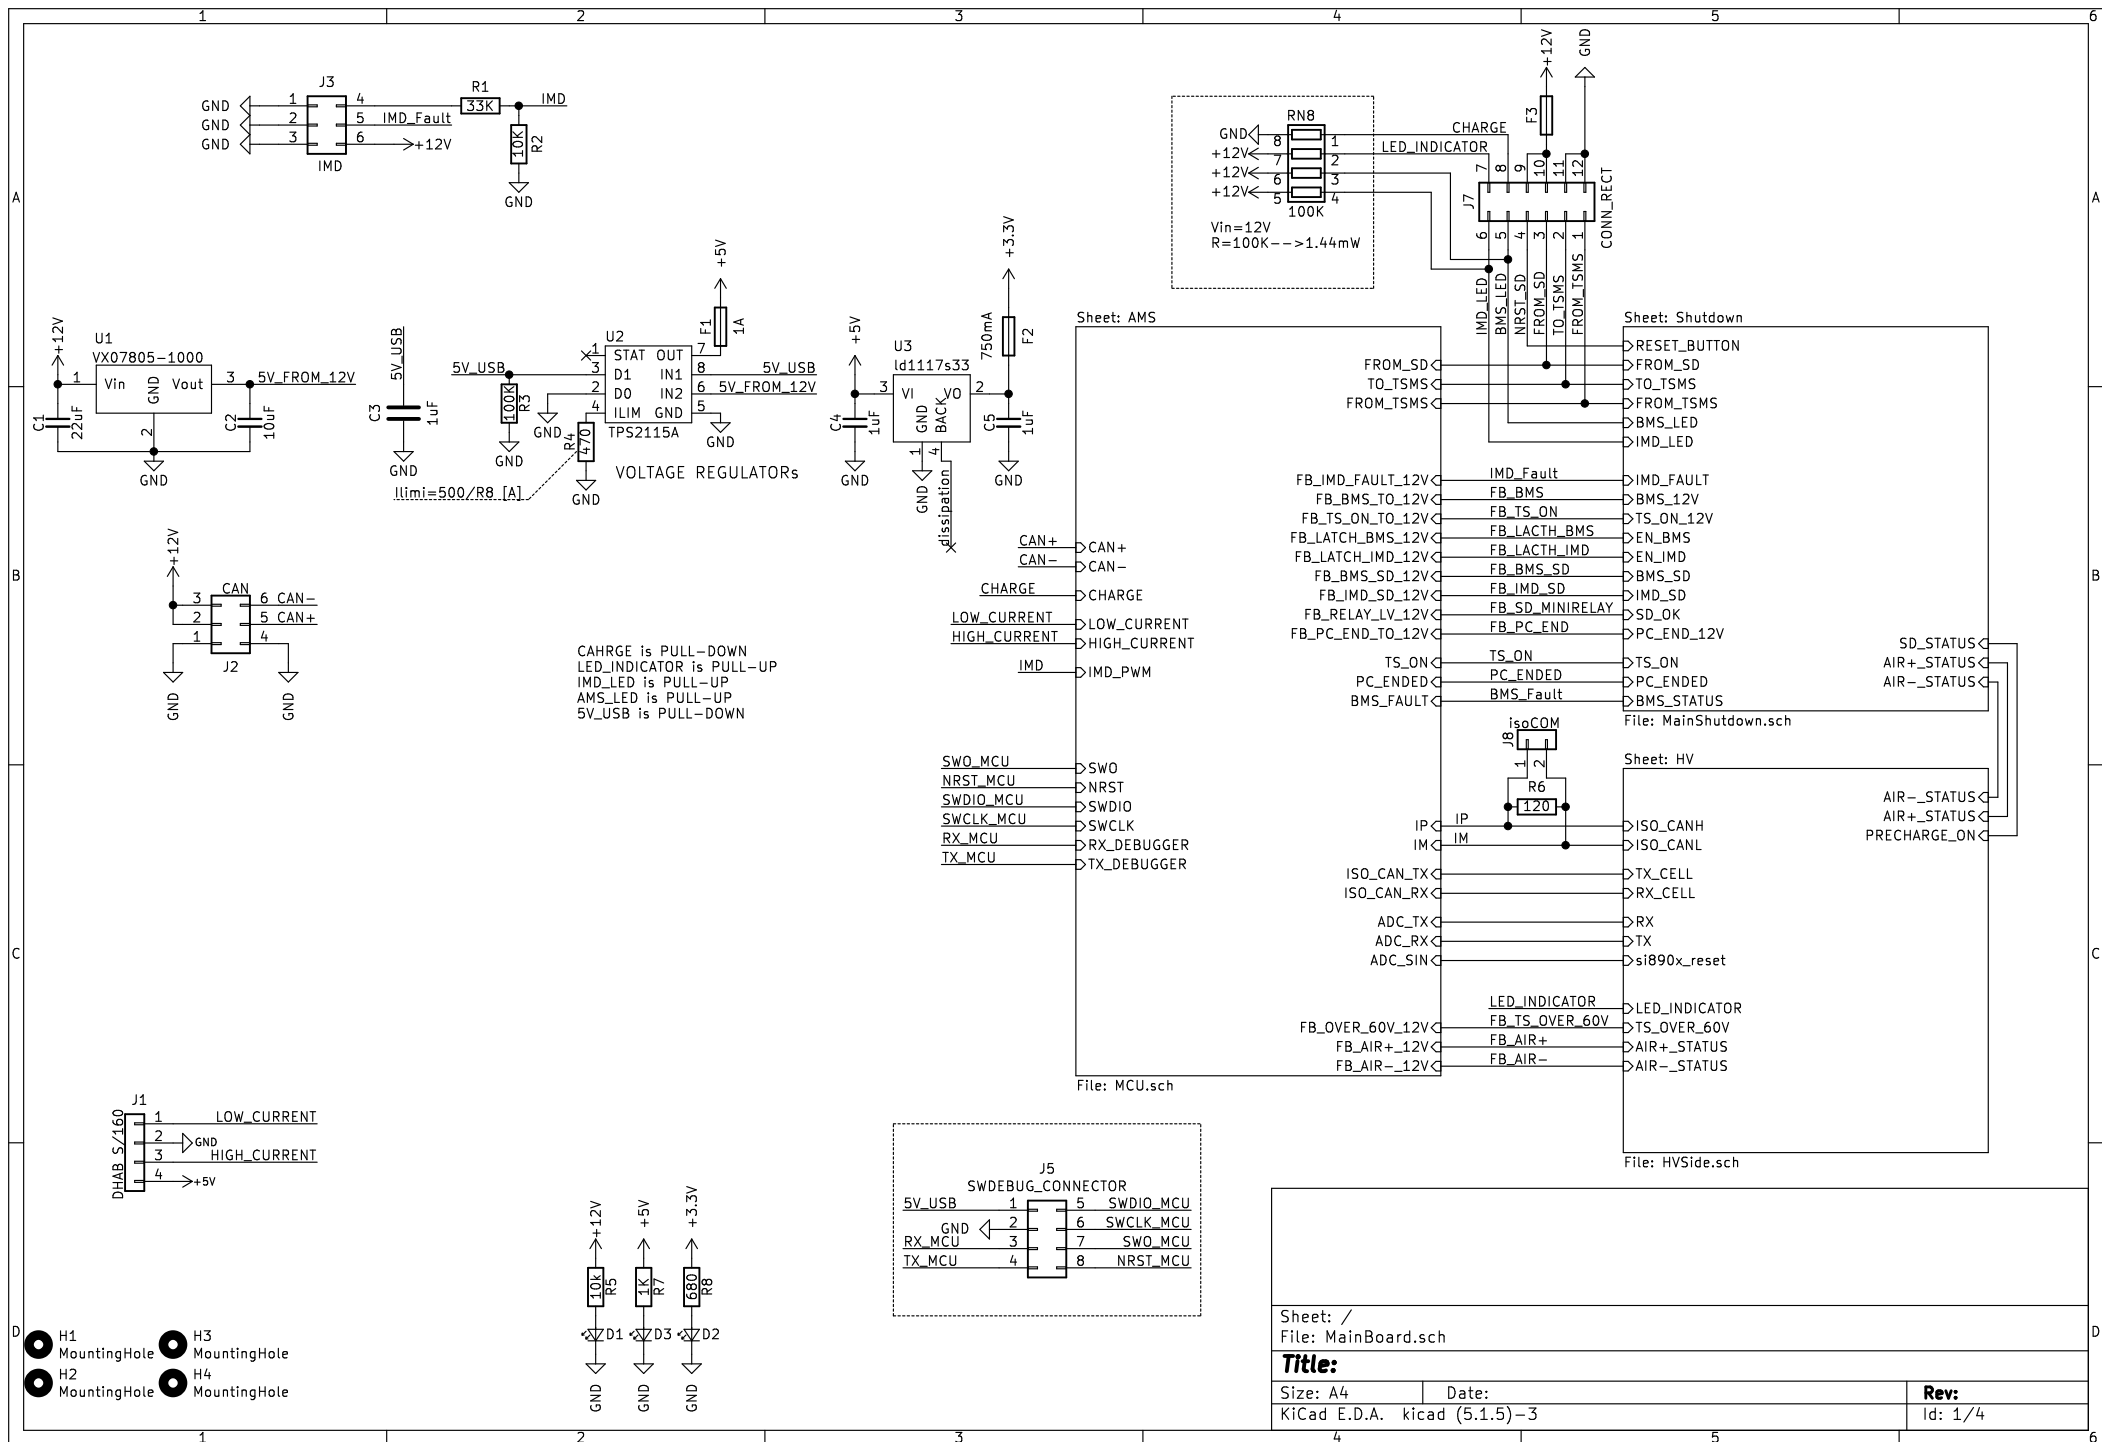 1 2 3 4 5 6
A
B
C
D
J3
GND 1 4
GND 2 5 IMD_Fault
GND 3 6 +12V
IMD
R1
33K
IMD
10K
R2
GND
+12V
U1
VX07805-1000
1 Vin GND Vout 3 5V_FROM_12V
2
C1
22uF
C2
10uF
GND
5V_USB
C3
1uF
GND
5V_USB
100K
R3
GND
GND
R4
470
GND
Ilimi=500/R8 [A]
U2
1 STAT OUT 7
3 D1 IN1 8 5V_USB
2 D0 IN2 6 5V_FROM_12V
4 ILIM GND 5
TPS2115A
GND
+5V
F1
1A
VOLTAGE REGULATORs
+5V
U3
ld1117s33
3 VI VO 2
GND
BACK
1
4
C4
1uF
GND
GND
dissipation
+3.3V
750mA
F2
C5
1uF
GND
+12V
CAN
3 6 CAN-
2 5 CAN+
1 4
J2
GND
GND
CAHRGE is PULL-DOWN
LED_INDICATOR is PULL-UP
IMD_LED is PULL-UP
AMS_LED is PULL-UP
5V_USB is PULL-DOWN
RN8
GND 8 1 CHARGE
+12V 7 2 LED_INDICATOR
+12V 6 3
+12V 5 4
100K
Vin=12V
R=100K-->1.44mW
+12V
GND
F3
7 8 9 10 11 12
J7
CONN_RECT
6 5 4 3 2 1
IMD_LED
BMS_LED
NRST_SD
FROM_SD
TO_TSMS
FROM_TSMS
Sheet: AMS
FROM_SD
TO_TSMS
FROM_TSMS
FB_IMD_FAULT_12V
FB_BMS_TO_12V
FB_TS_ON_TO_12V
FB_LATCH_BMS_12V
FB_LATCH_IMD_12V
FB_BMS_SD_12V
FB_IMD_SD_12V
FB_RELAY_LV_12V
FB_PC_END_TO_12V
TS_ON
PC_ENDED
BMS_FAULT
IP
IM
ISO_CAN_TX
ISO_CAN_RX
ADC_TX
ADC_RX
ADC_SIN
FB_OVER_60V_12V
FB_AIR+_12V
FB_AIR-_12V
CAN+ CAN+
CAN- CAN-
CHARGE CHARGE
LOW_CURRENT LOW_CURRENT
HIGH_CURRENT HIGH_CURRENT
IMD IMD_PWM
SWO_MCU SWO
NRST_MCU NRST
SWDIO_MCU SWDIO
SWCLK_MCU SWCLK
RX_MCU RX_DEBUGGER
TX_MCU TX_DEBUGGER
File: MCU.sch
IMD_Fault
FB_BMS
FB_TS_ON
FB_LACTH_BMS
FB_LACTH_IMD
FB_BMS_SD
FB_IMD_SD
FB_SD_MINIRELAY
FB_PC_END
TS_ON
PC_ENDED
BMS_Fault
Sheet: Shutdown
RESET_BUTTON
FROM_SD
TO_TSMS
FROM_TSMS
BMS_LED
IMD_LED
IMD_FAULT
BMS_12V
TS_ON_12V
EN_BMS
EN_IMD
BMS_SD
IMD_SD
SD_OK
PC_END_12V
TS_ON
PC_ENDED
BMS_STATUS
SD_STATUS
AIR+_STATUS
AIR-_STATUS
File: MainShutdown.sch
isoCOM
J8
1 2
R6
120
IP
IM
LED_INDICATOR
FB_TS_OVER_60V
FB_AIR+
FB_AIR-
Sheet: HV
AIR-_STATUS
AIR+_STATUS
PRECHARGE_ON
ISO_CANH
ISO_CANL
TX_CELL
RX_CELL
RX
TX
si890x_reset
LED_INDICATOR
TS_OVER_60V
AIR+_STATUS
AIR-_STATUS
File: HVSide.sch
J1
DHAB S/160
1 LOW_CURRENT
2 GND
3 HIGH_CURRENT
4 +5V
+12V
10k
R5
D1
GND
+5V
1K
R7
D3
GND
+3.3V
680
R8
D2
GND
J5
SWDEBUG_CONNECTOR
5V_USB 1 5 SWDIO_MCU
GND 2 6 SWCLK_MCU
RX_MCU 3 7 SWO_MCU
TX_MCU 4 8 NRST_MCU
H1
MountingHole
H3
MountingHole
H2
MountingHole
H4
MountingHole
Sheet: /
File: MainBoard.sch
Title:
Size: A4 Date: Rev:
KiCad E.D.A. kicad (5.1.5)-3 Id: 1/4
A
B
C
D
1 2 3 4 5 6